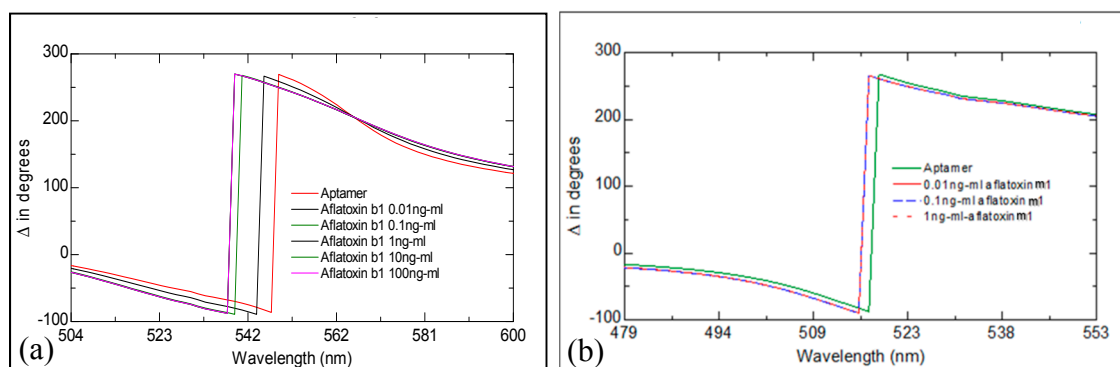 300
200
100
0
-100
Δ in degrees
Aptamer
Aflatoxin b1 0.01ng-ml
Aflatoxin b1 0.1ng-ml
Aflatoxin b1 1ng-ml
Aflatoxin b1 10ng-ml
Aflatoxin b1 100ng-ml
504 523 542 562 581 600
Wavelength (nm)
(a)
300
200
100
0
-100
Δ in degrees
Aptamer
0.01ng-ml aflatoxin m1
0.1ng-ml aflatoxin m1
1ng-ml-aflatoxin m1
479 494 509 523 538 553
Wavelength (nm)
(b)